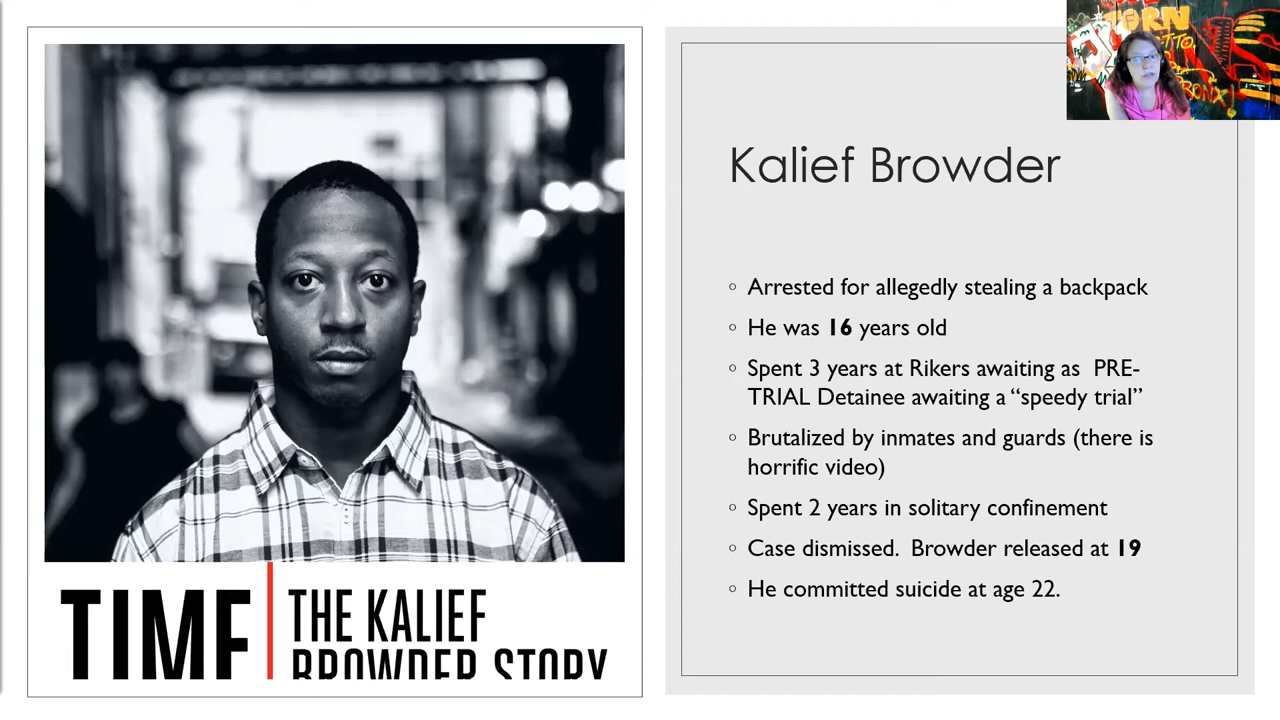 TIME
THE KALIEF
BROWDER STORY
Kalief Browder
Arrested for allegedly stealing a backpack
He was 16 years old
Spent 3 years at Rikers awaiting as PRE-
TRIAL Detainee awaiting a “speedy trial”
Brutalized by inmates and guards (there is
horrific video)
Spent 2 years in solitary confinement
Case dismissed. Browder released at 19
He committed suicide at age 22.